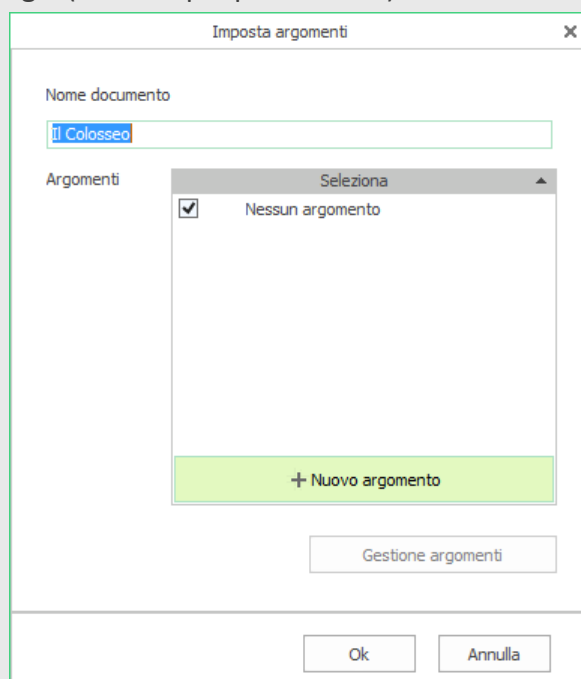 Imposta argomenti
Nome documento
Il Colosseo
Argomenti
Seleziona
Nessun argomento
+ Nuovo argomento
Gestione argomenti
Ok
Annulla